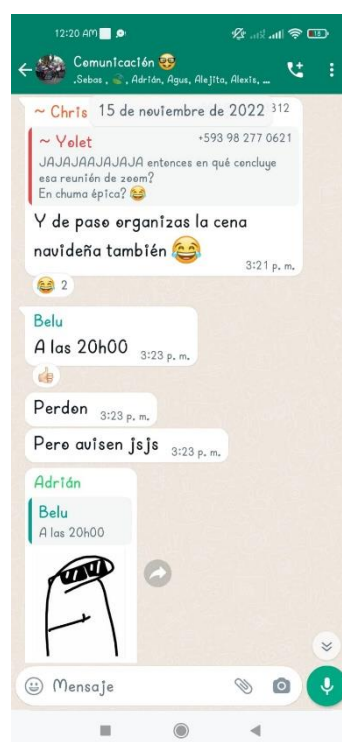 12:20 AM
18
Comunicación
.Sebas , , Adrián, Agus, Alejita, Alexis, ...
~ Chris
15 de noviembre de 2022
312
~ Yolet +593 98 277 0621
JAJAJAAJAJAJA entonces en qué concluye
esa reunión de zoom?
En chuma épica?
Y de paso organizas la cena
navideña también
3:21 p. m.
2
Belu
A las 20h00 3:23 p. m.
Perdon 3:23 p. m.
Pero avisen jsjs 3:23 p. m.
Adrián
Belu
A las 20h00
Mensaje